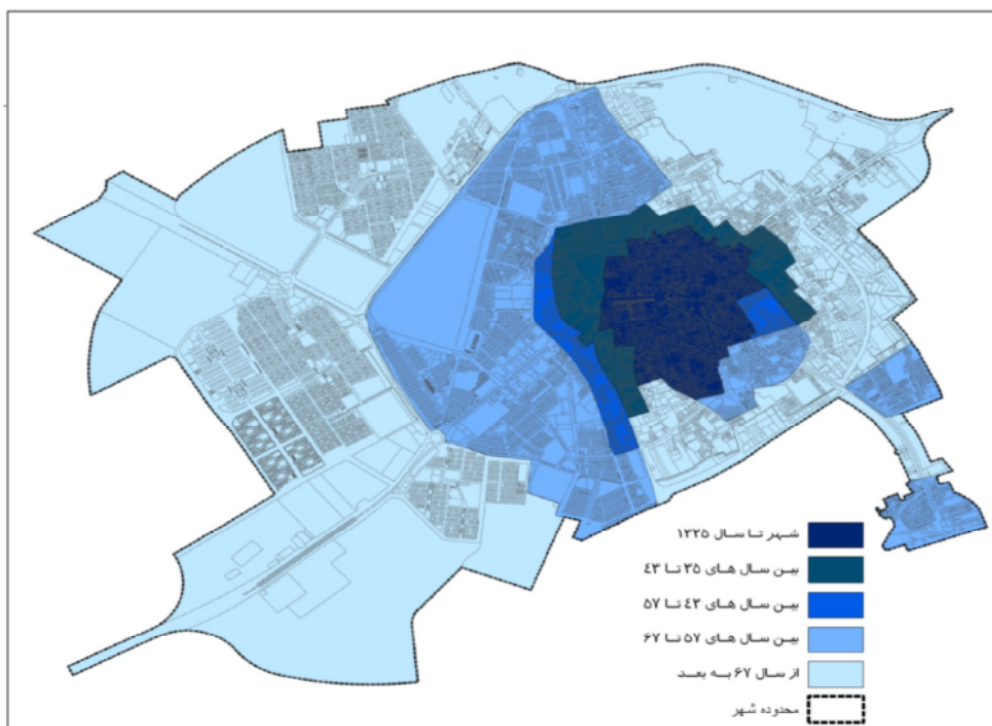 شهر تا سال ۱۳۳۵
بین سال های ۳۵ تا ۴۳
بین سال های ۴۳ تا ۵۷
بین سال های ۵۷ تا ۶۷
از سال ۶۷ به بعد
محدوده شهر